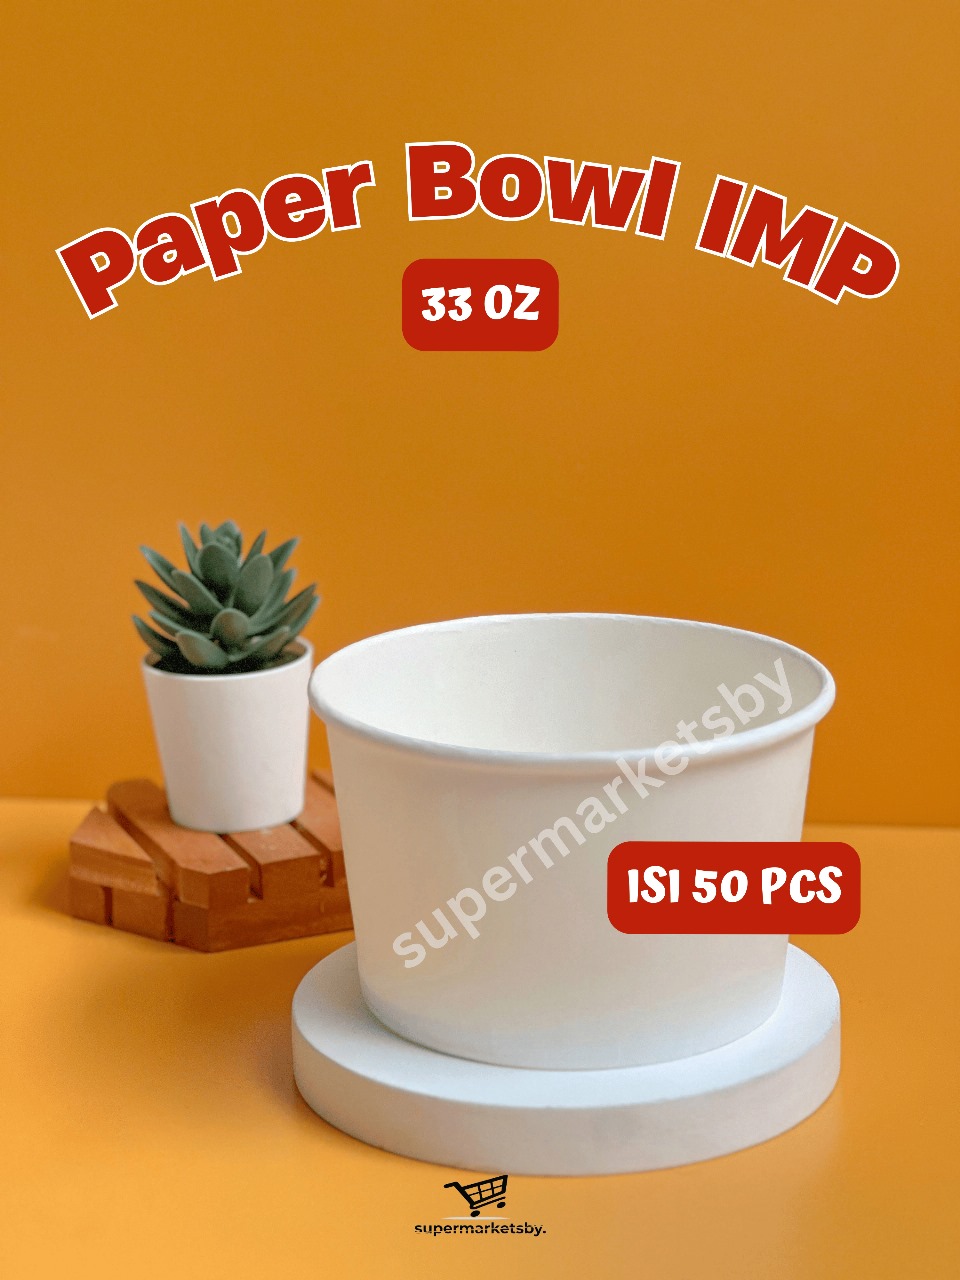 Paper Bowl IMP
33 OZ
supermarketsby
ISI 50 PCS
supermarketsby.